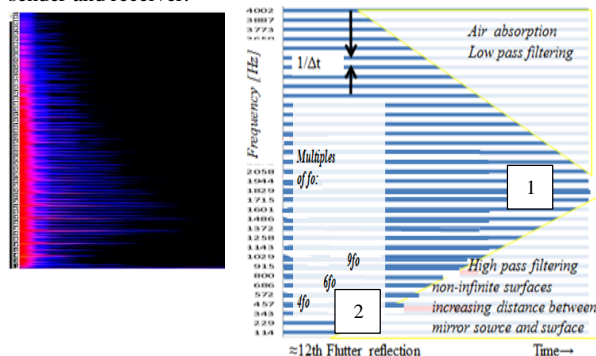 sender and receiver.
4002
3887
3773
3659
Frequency [Hz]
1/Δt
Air absorption
Low pass filtering
Multiples
of fo:
2058
1944
1829
1715
1601
1486
1372
1258
1143
1029
915
800
686
572
457
343
229
114
9fo
6fo
4fo
1
2
High pass filtering
non-infinite surfaces
increasing distance between
mirror source and surface
≈12th Flutter reflection
Time→